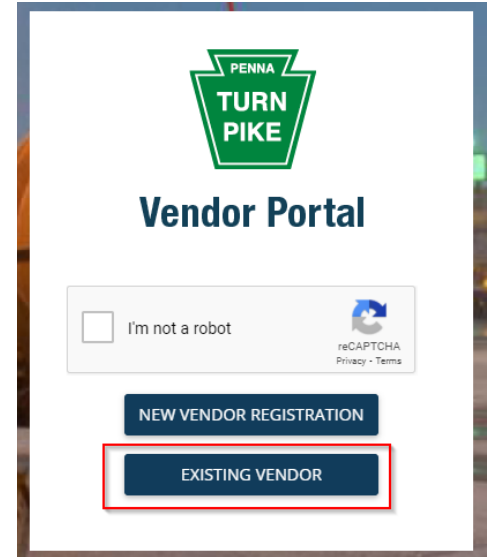 PENNA
TURN
PIKE
Vendor Portal
I'm not a robot
reCAPTCHA
Privacy - Terms
NEW VENDOR REGISTRATION
EXISTING VENDOR